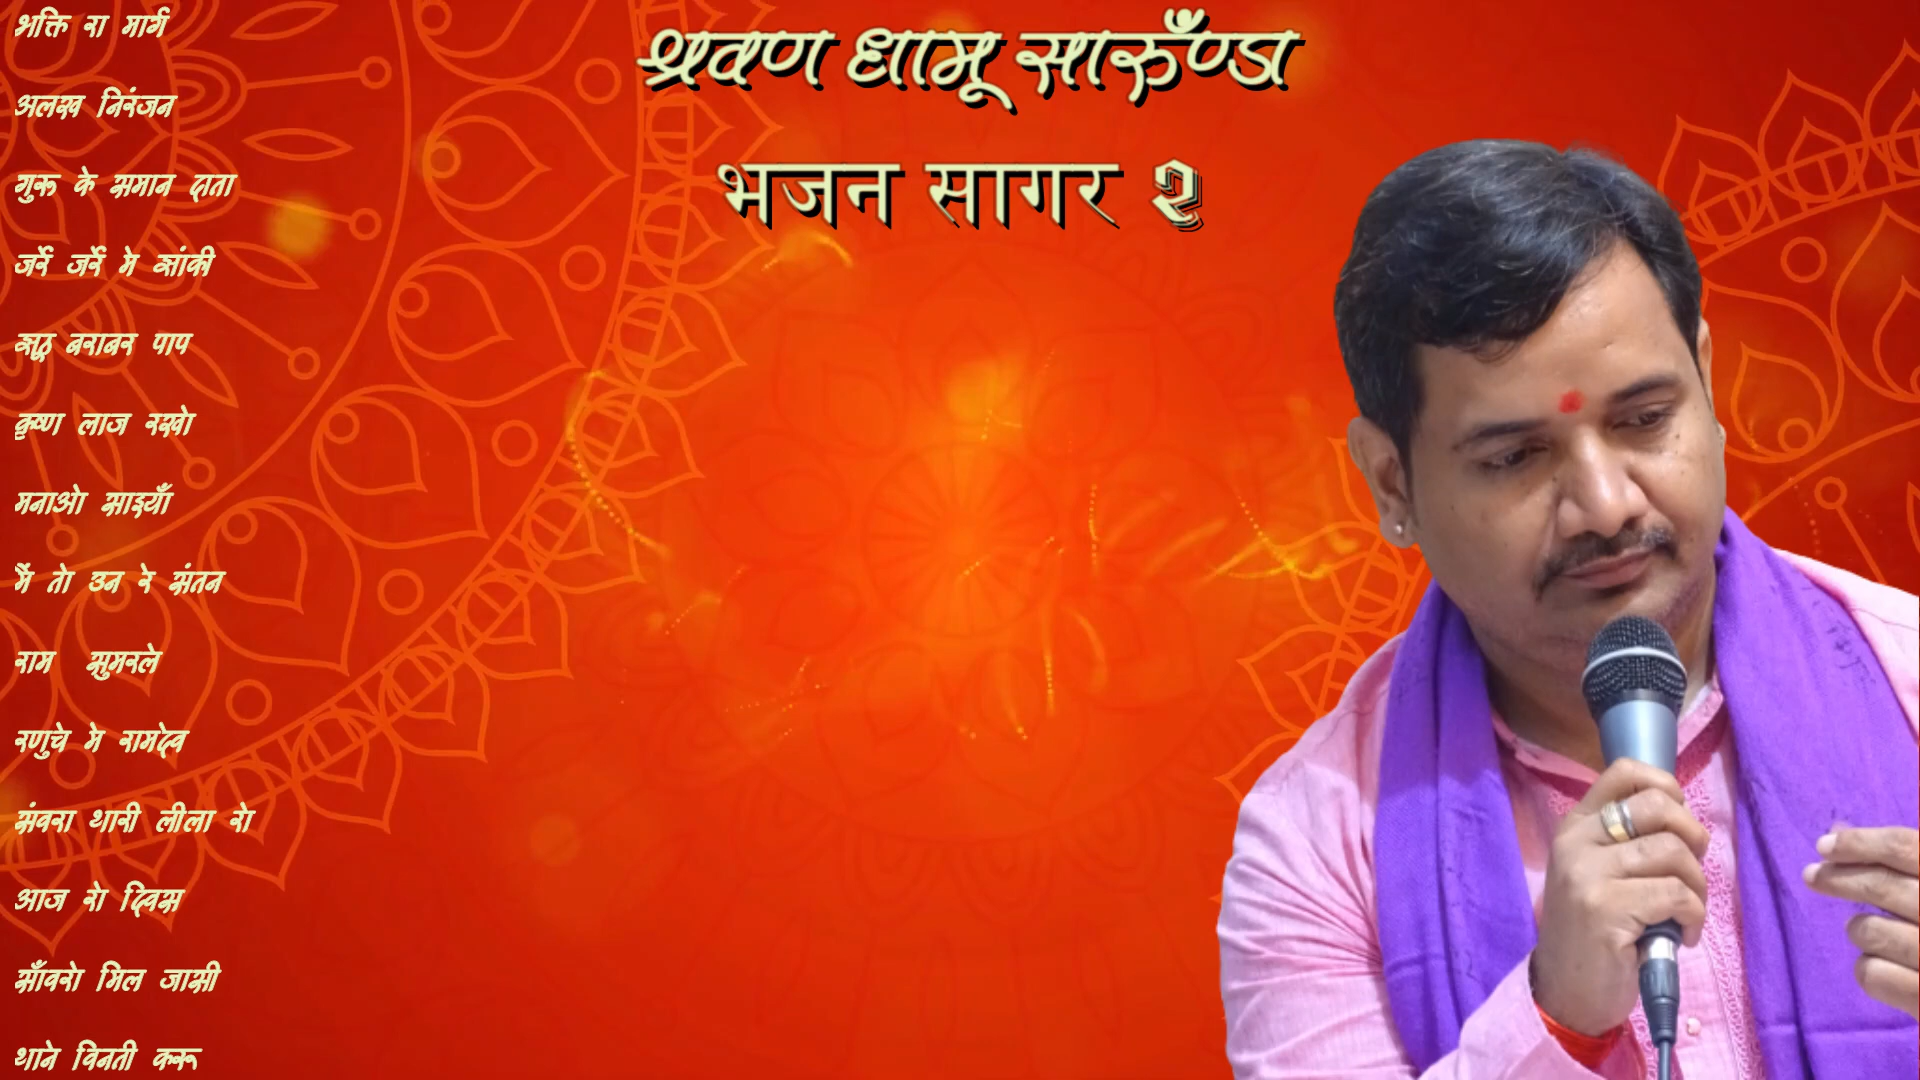 श्रवण धामू सारूँण्डा
भजन सागर 2
भक्ति रा मार्ग
अलख निरंजन
गुरू के समान दाता
जर्रे जर्रे मे झांकी
झूठ बराबर पाप
कृष्ण लाज रखो
मनाओ साइयाँ
मैं तो उन रे संतन
राम सुमरले
रणुचे मे रामदेव
संवरा थारी लीला रो
आज रो दिवस
साँवरो मिल जासी
थाने विनती करू